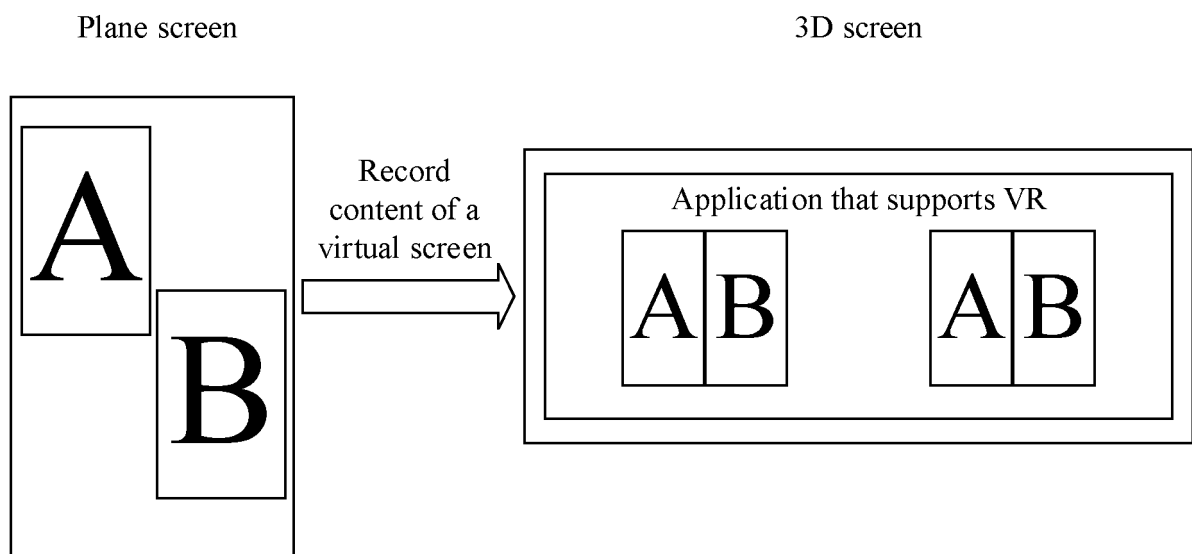 Plane screen
3D screen
A
B
Record
content of a
virtual screen
Application that supports VR
A B A B